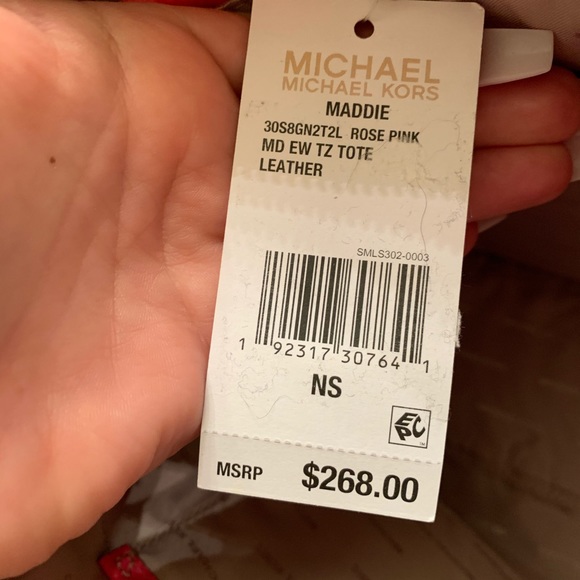 MICHAEL
MICHAEL KORS
MADDIE
30S8GN2T2L ROSE PINK
MD EW TZ TOTE
LEATHER
SMLS302-0003
1 92317 30764 1
NS
EPC
MSRP $268.00